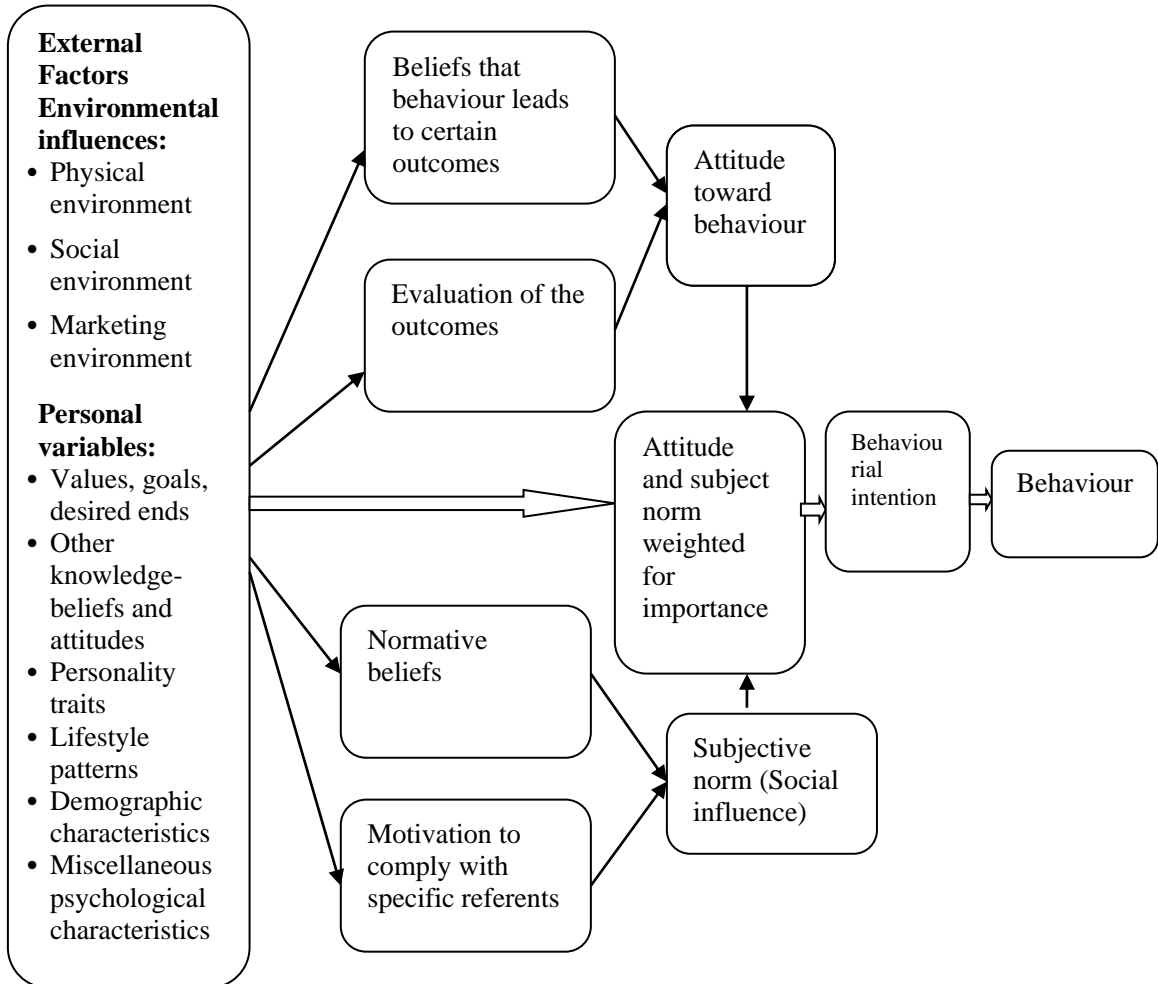 External
Factors
Environmental
influences:
• Physical
environment
• Social
environment
• Marketing
environment
Personal
variables:
• Values, goals,
desired ends
• Other
knowledge-
beliefs and
attitudes
• Personality
traits
• Lifestyle
patterns
• Demographic
characteristics
• Miscellaneous
psychological
characteristics
Beliefs that
behaviour leads
to certain
outcomes
Evaluation of the
outcomes
Normative
beliefs
Motivation to
comply with
specific referents
Attitude
toward
behaviour
Attitude
and subject
norm
weighted
for
importance
Subjective
norm (Social
influence)
Behaviou
rial
intention
Behaviour